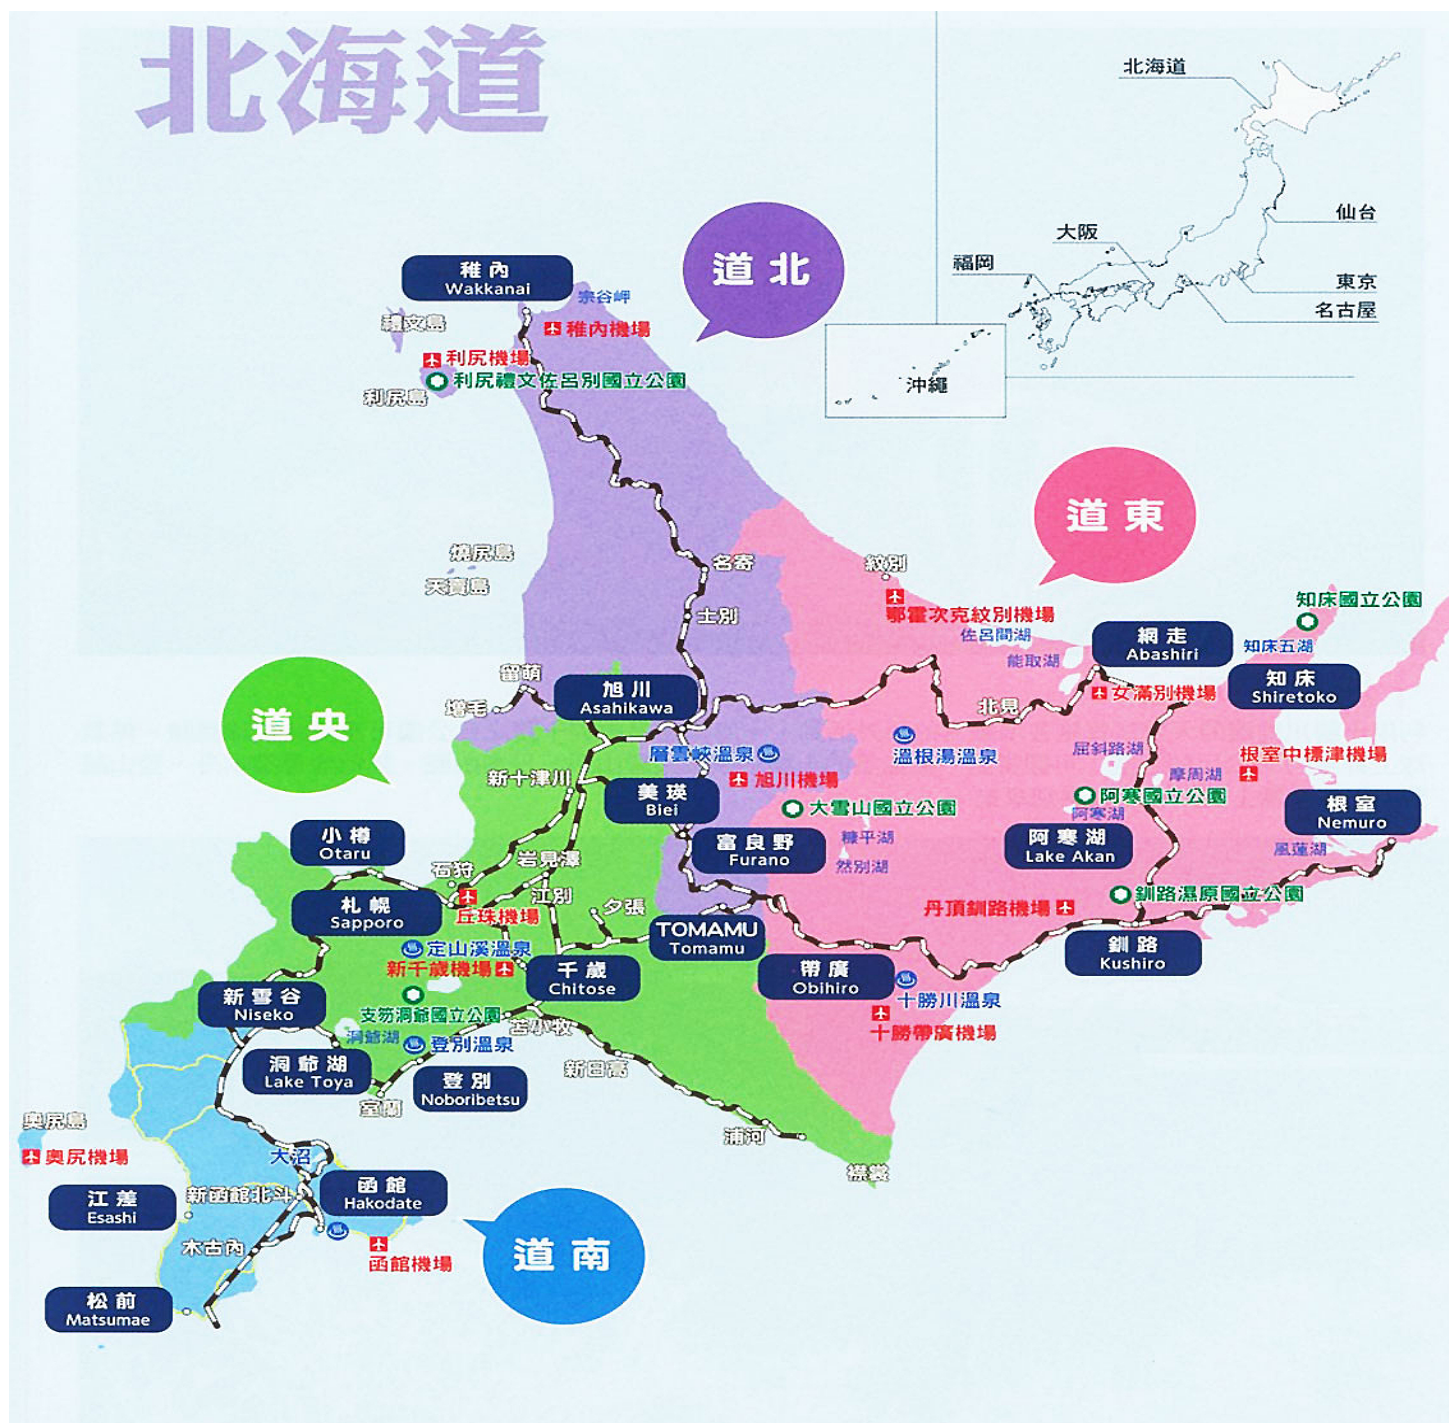 北海道
北海道
仙台
大阪
福岡
東京
名古屋
沖繩
道北
稚內
Wakkanai
宗谷岬
禮文島
稚內機場
利尻機場
利尻禮文佐呂別國立公園
利尻島
道東
燒尻島
天賣島
名寄
紋別
鄂霍次克紋別機場
士別
佐呂間湖
能取湖
知床國立公園
網走
Abashiri
知床五湖
知床
Shiretoko
女滿別機場
道央
留萌
增毛
旭川
Asahikawa
北見
層雲峽溫泉
溫根湯溫泉
屈斜路湖
摩周湖
根室中標津機場
新十津川
美瑛
Biei
旭川機場
大雪山國立公園
阿寒國立公園
阿寒湖
根室
Nemuro
小樽
Otaru
富良野
Furano
糠平湖
然別湖
阿寒湖
Lake Akan
風蓮湖
石狩
岩見澤
江別
夕張
札幌
Sapporo
丘珠機場
釧路濕原國立公園
丹頂釧路機場
定山溪溫泉
新千歲機場
TOMAMU
Tomamu
釧路
Kushiro
千歲
Chitose
帶廣
Obihiro
十勝川溫泉
十勝帶廣機場
新雪谷
Niseko
支笏洞爺國立公園
苫小牧
洞爺湖
登別溫泉
洞爺湖
Lake Toya
登別
Noboribetsu
新日高
室蘭
浦河
襟裳
奧尻島
奧尻機場
大沼
江差
Esashi
新函館北斗
函館
Hakodate
木古內
函館機場
道南
松前
Matsumae